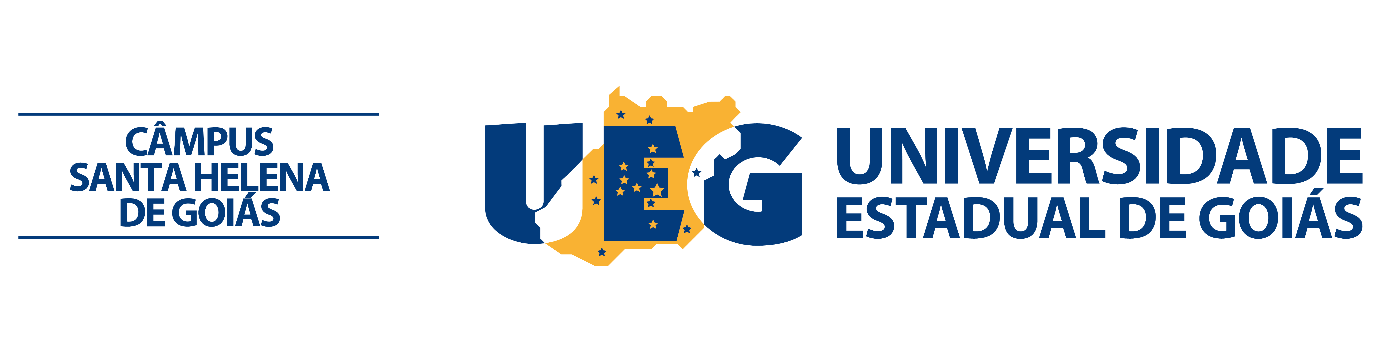 CÂMPUS
SANTA HELENA
DE GOIÁS
UEG
UNIVERSIDADE
ESTADUAL DE GOIÁS